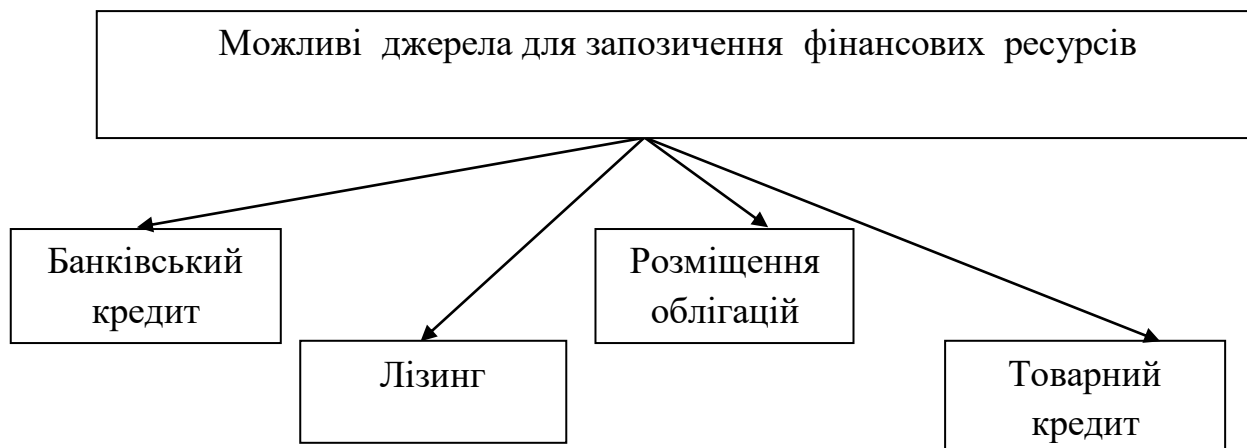 Можливі джерела для запозичення фінансових ресурсів
Банківський
кредит
Лізинг
Розміщення
облігацій
Товарний
кредит